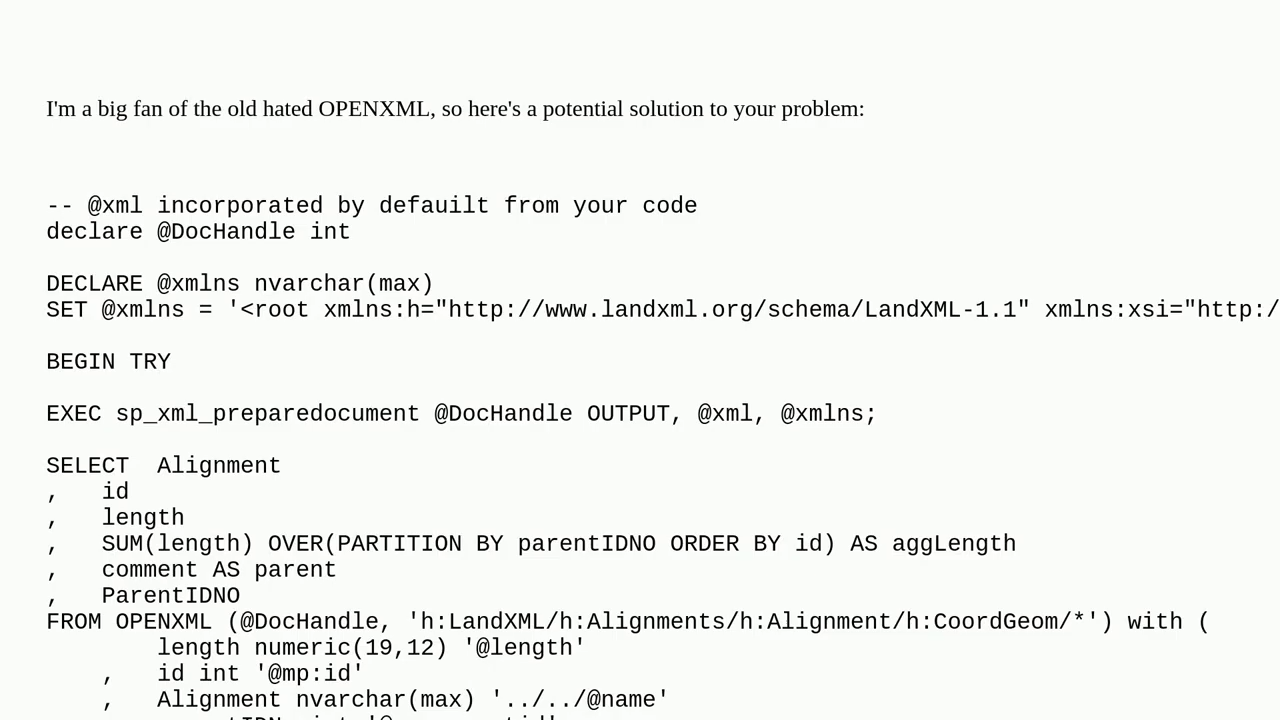 I'm a big fan of the old hated OPENXML, so here's a potential solution to your problem:
-- @xml incorporated by defauilt from your code
declare @DocHandle int
DECLARE @xmlns nvarchar(max)
SET @xmlns = '<root xmlns:h="http://www.landxml.org/schema/LandXML-1.1" xmlns:xsi="http:/
BEGIN TRY
EXEC sp_xml_preparedocument @DocHandle OUTPUT, @xml, @xmlns;
SELECT  Alignment
,   id
,   length
,   SUM(length) OVER(PARTITION BY parentIDNO ORDER BY id) AS aggLength
,   comment AS parent
,   ParentIDNO
FROM OPENXML (@DocHandle, 'h:LandXML/h:Alignments/h:Alignment/h:CoordGeom/*') with (
        length numeric(19,12) '@length'
    ,   id int '@mp:id'
    ,   Alignment nvarchar(max) '../../@name'